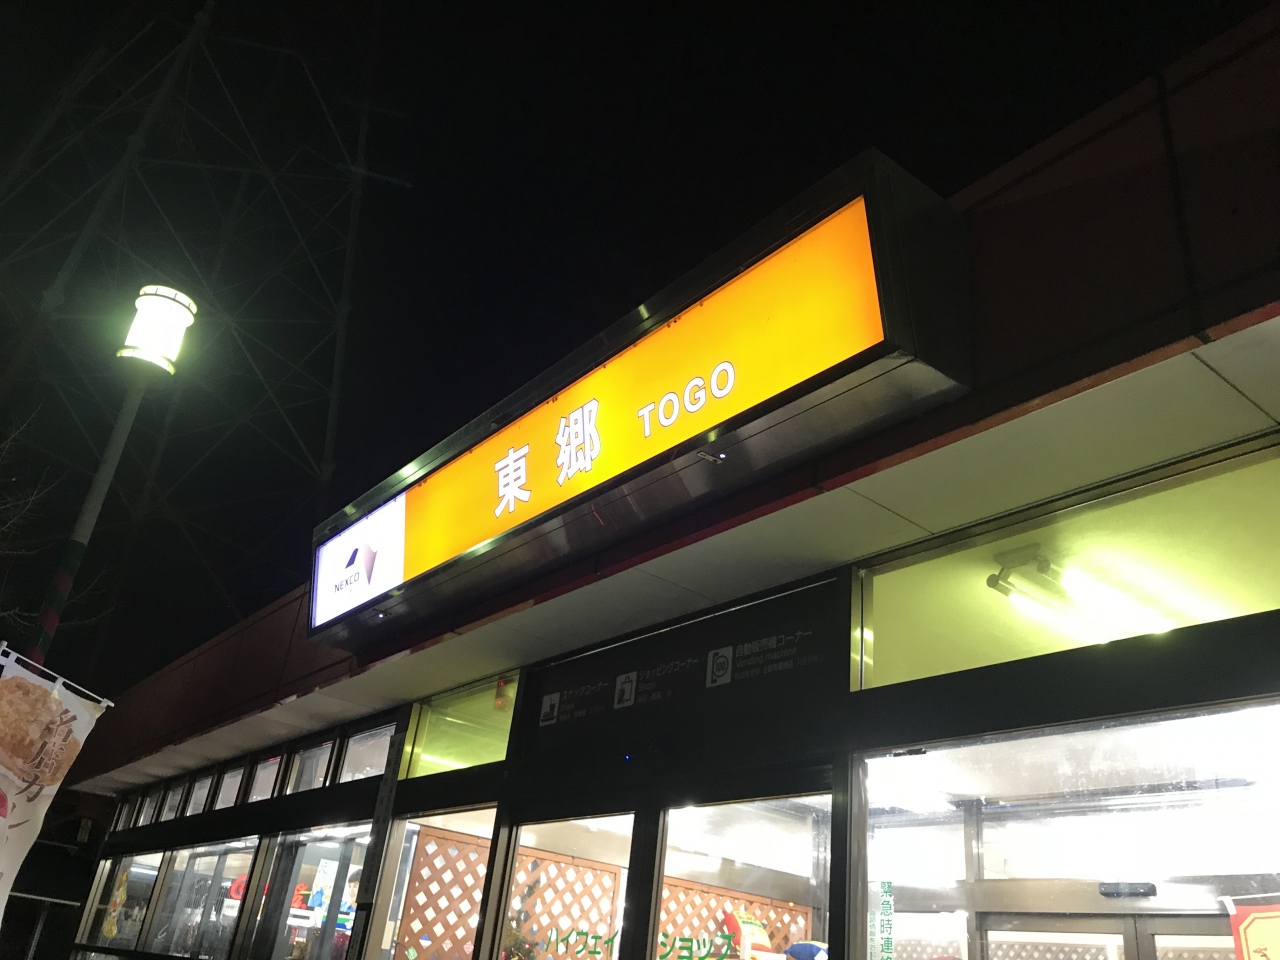 東郷 TOGO
NEXCO
スナックコーナー
ショッピングコーナー
自動販売機コーナー
Vending machine
ハイウェイ ショップ
緊急時連絡